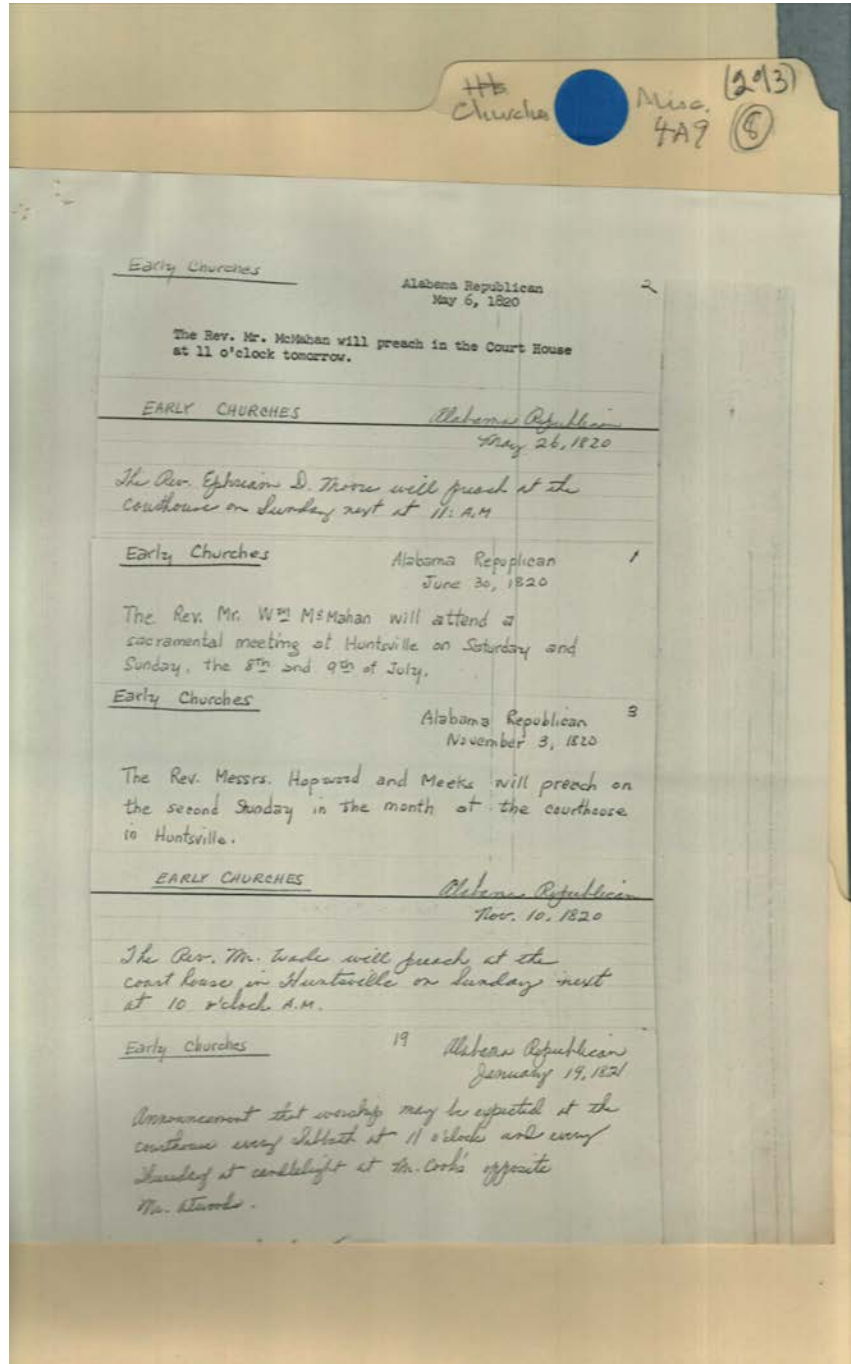 Churches
Misc.
4A9
(2913)
8
Early Churches
Alabama Republican
May 6, 1820
2
The Rev. Mr. McMahan will preach in the Court House
at 11 o'clock tomorrow.
EARLY CHURCHES
Alabama Republican
May 26, 1820
The Rev. Ephriam D. Moore will preach at the
courthouse on Sunday next at 11: A.M
Early Churches
Alabama Repuplican
June 30, 1820
1
The Rev. Mr. Wm McMahan will attend a
sacramental meeting at Huntsville on Saturday and
Sunday, the 8th and 9th of July.
Early Churches
Alabama Republican
November 3, 1820
3
The Rev. Messrs. Hopwood and Meeks will preach on
the second Sunday in the month at the courthouse
in Huntsville.
EARLY CHURCHES
Alabama Republican
Nov. 10, 1820
The Rev. Mr. Wade will preach at the
court house in Huntsville on Sunday next
at 10 o'clock A.M.
Early Churches
19
Alabama Republican
January 19, 1821
Announcement that worship may be expected at the
courthouse every Sabbath at 11 o'clock and every
Thursday at candlelight at Mr. Cook's opposite
Mr. Atwoods.